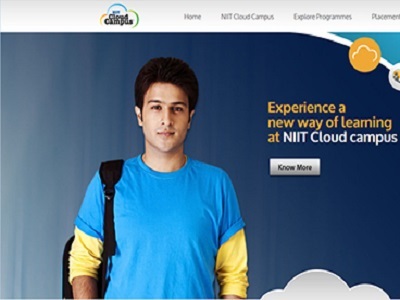 NIIT
Cloud
Campus
Home NIIT Cloud Campus Explore Programmes Placement
Experience a
new way of learning
at NIIT Cloud campus
Know More